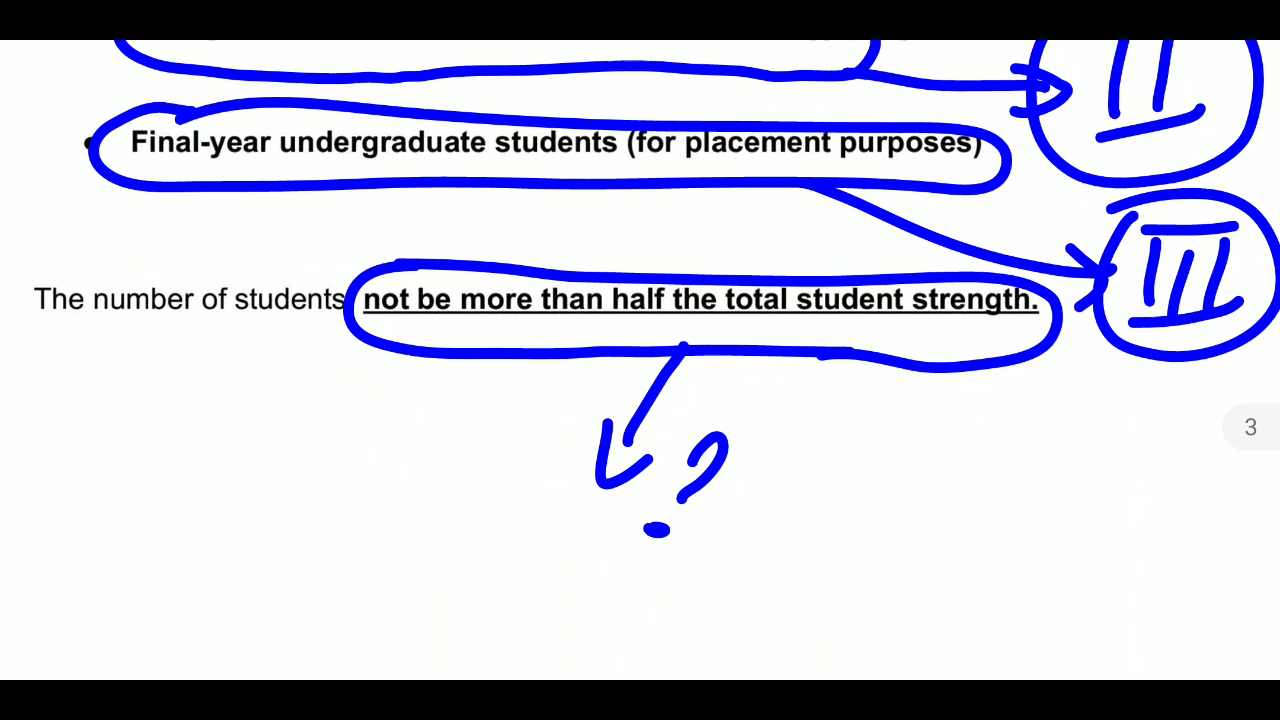 II
• Final-year undergraduate students (for placement purposes)
III
The number of students not be more than half the total student strength.
3
?